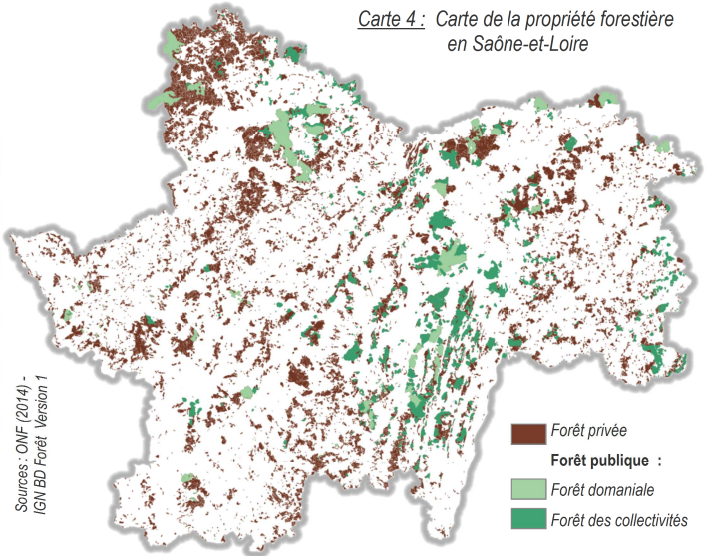 Carte 4 : Carte de la propriété forestière
en Saône-et-Loire
Sources : ONF (2014) -
IGN BD Forêt Version 1
Forêt privée
Forêt publique :
Forêt domaniale
Forêt des collectivités